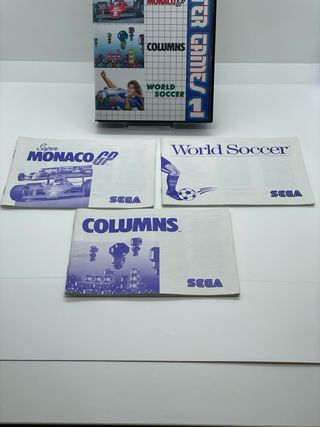 MONACO GP
COLUMNS
WORLD
SOCCER
TER GAMES 1
Super
MONACO GP
SEGA
World Soccer
SEGA
COLUMNS
SEGA